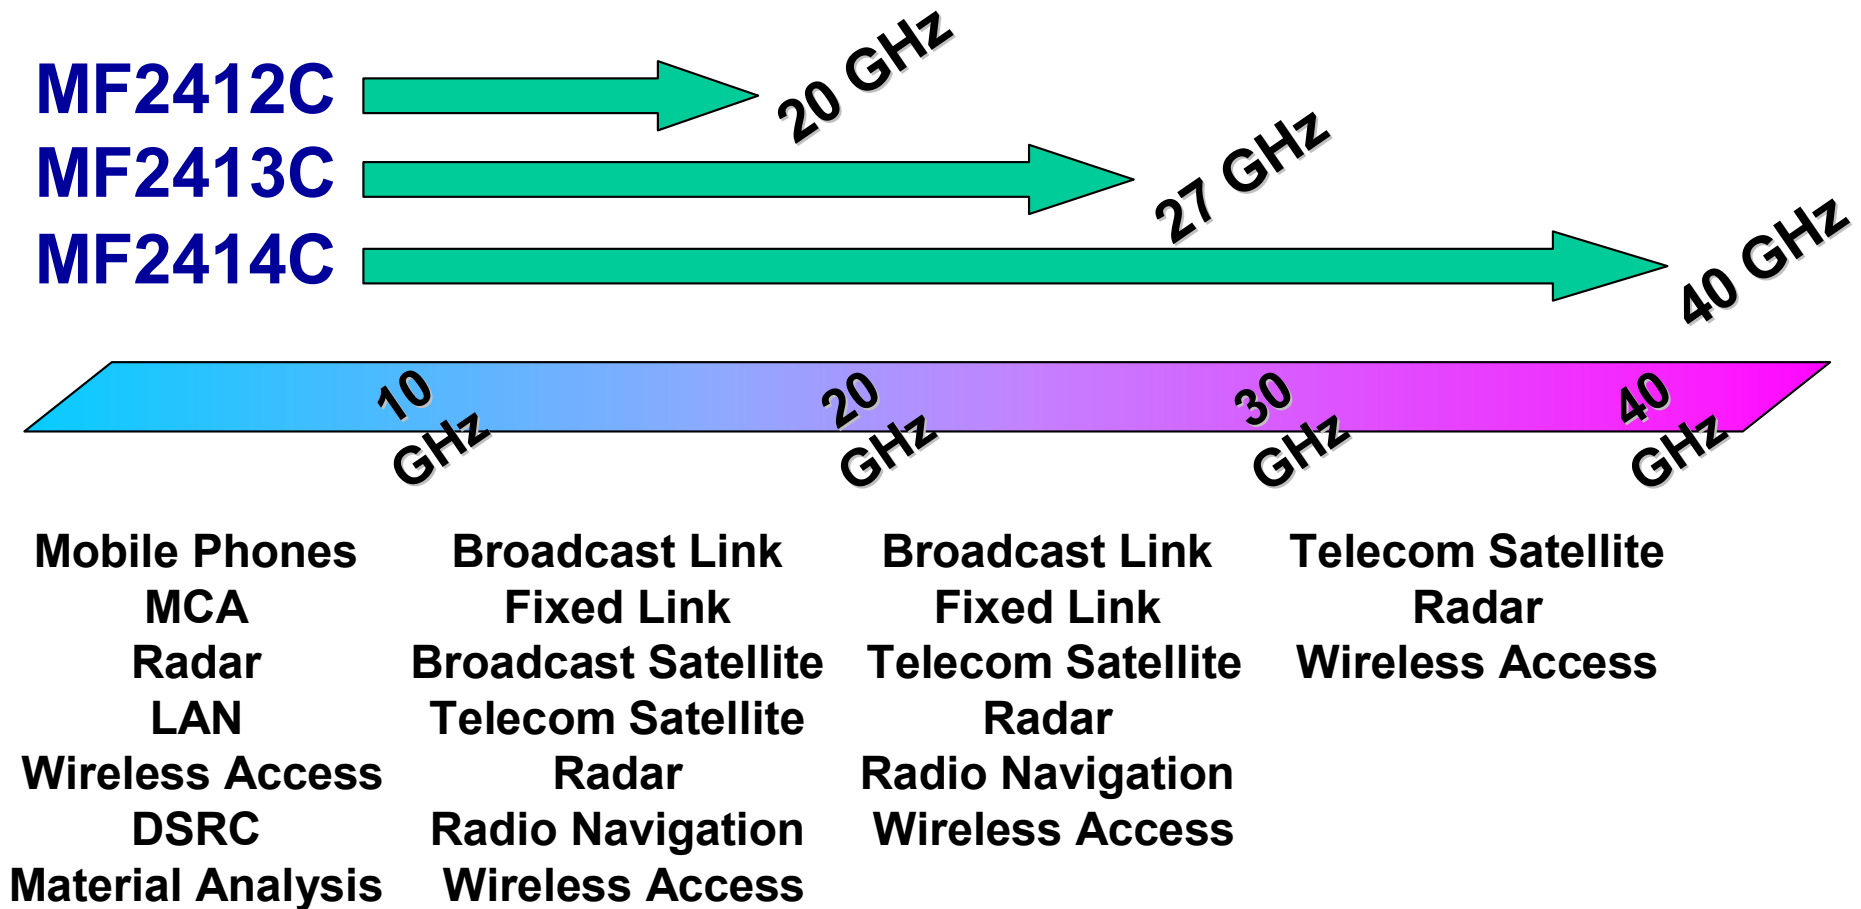 MF2412C
20 GHz
MF2413C
27 GHz
MF2414C
40 GHz
10
GHz
20
GHz
30
GHz
40
GHz
Mobile Phones
MCA
Radar
LAN
Wireless Access
DSRC
Material Analysis
Broadcast Link
Fixed Link
Broadcast Satellite
Telecom Satellite
Radar
Radio Navigation
Wireless Access
Broadcast Link
Fixed Link
Telecom Satellite
Radar
Radio Navigation
Wireless Access
Telecom Satellite
Radar
Wireless Access